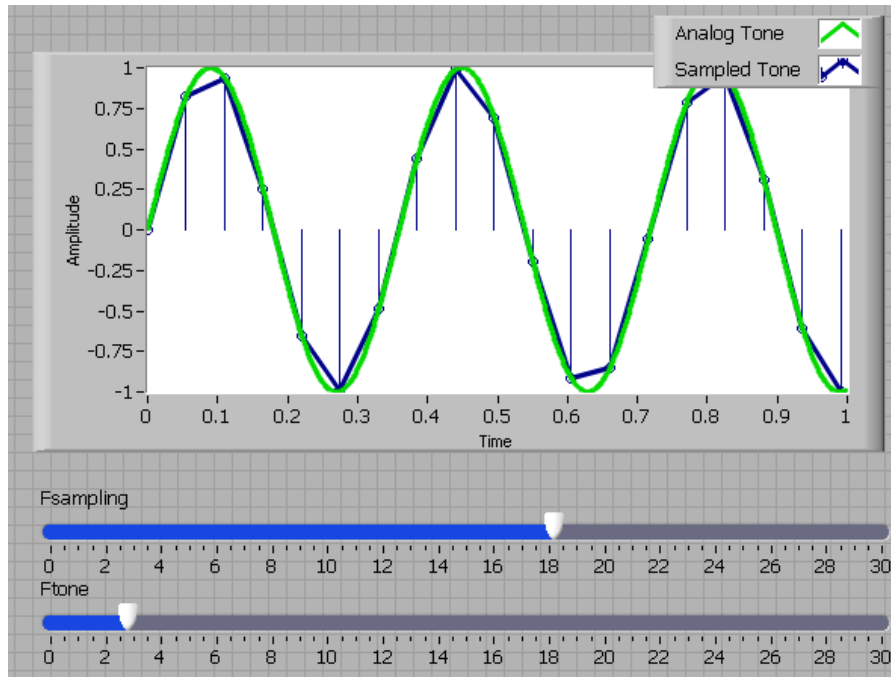 Analog Tone
Sampled Tone
1-
0.75-
0.5-
0.25-
0-
-0.25-
-0.5-
-0.75-
-1-
Amplitude
0 0.1 0.2 0.3 0.4 0.5 0.6 0.7 0.8 0.9 1
Time
Fsampling
0 2 4 6 8 10 12 14 16 18 20 22 24 26 28 30
Ftone
0 2 4 6 8 10 12 14 16 18 20 22 24 26 28 30